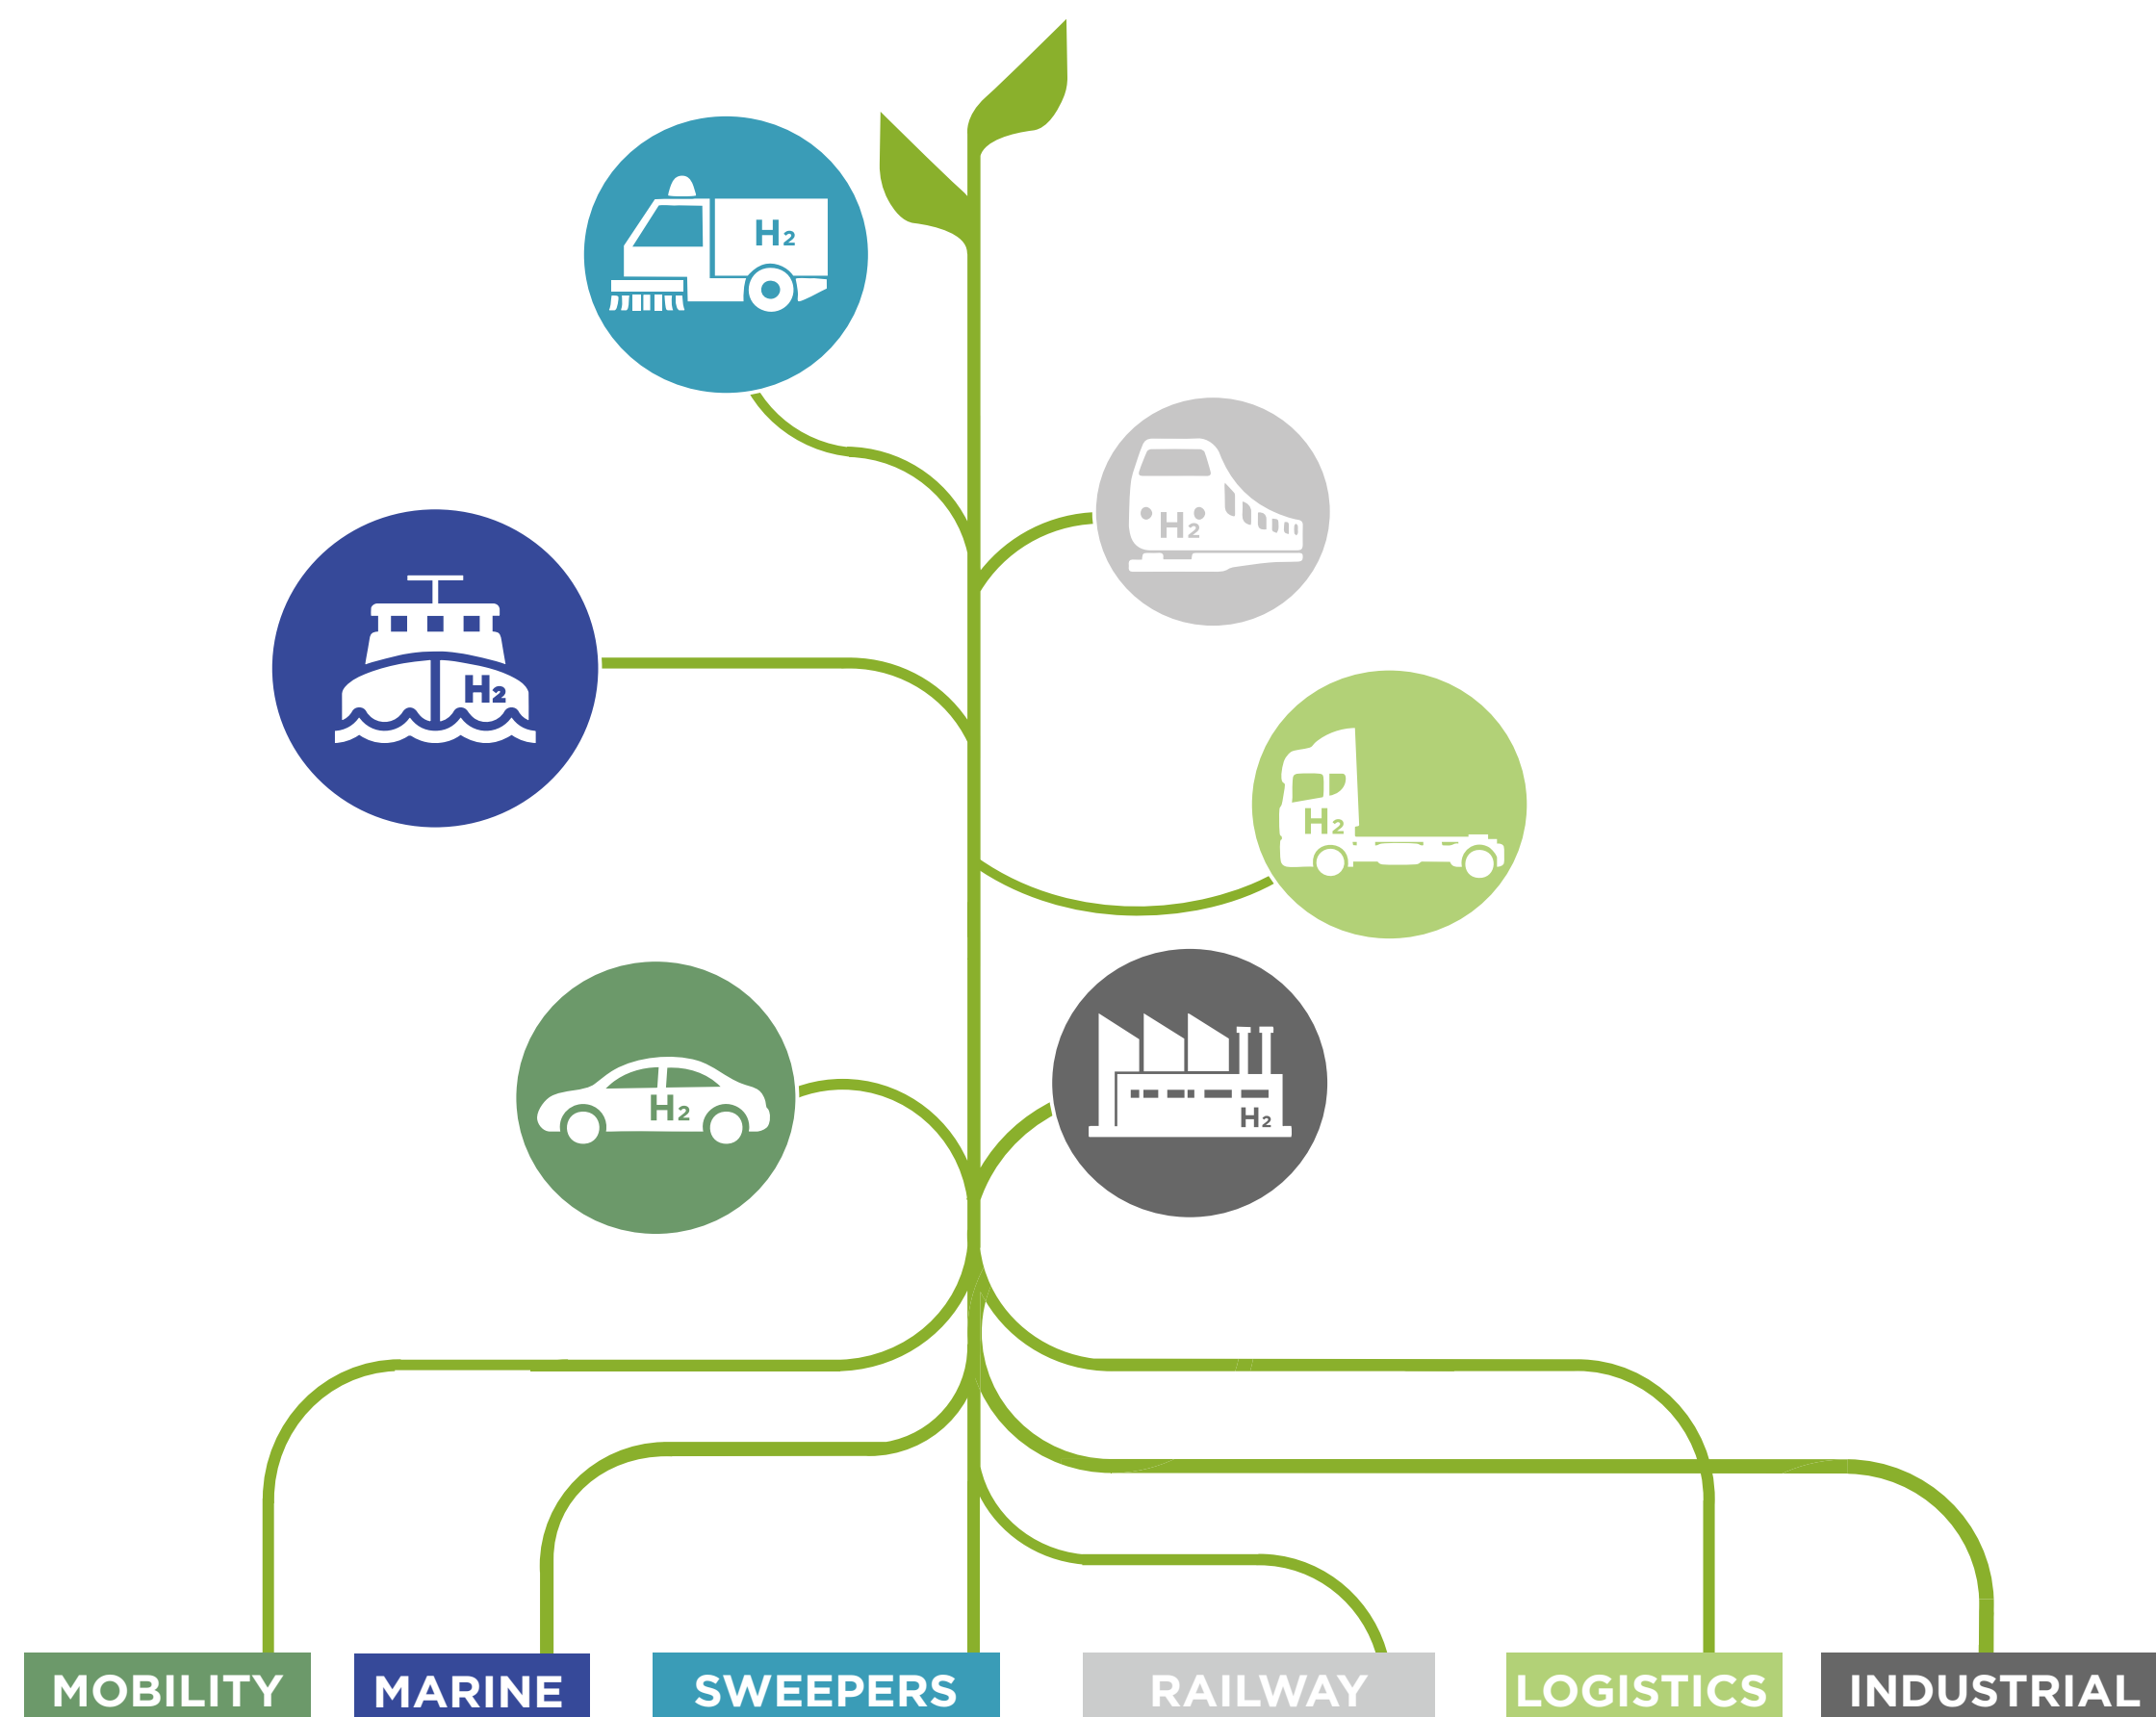 H2
H2
H2
H2
H2
H2
MOBILITY
MARINE
SWEEPERS
RAILWAY
LOGISTICS
INDUSTRIAL